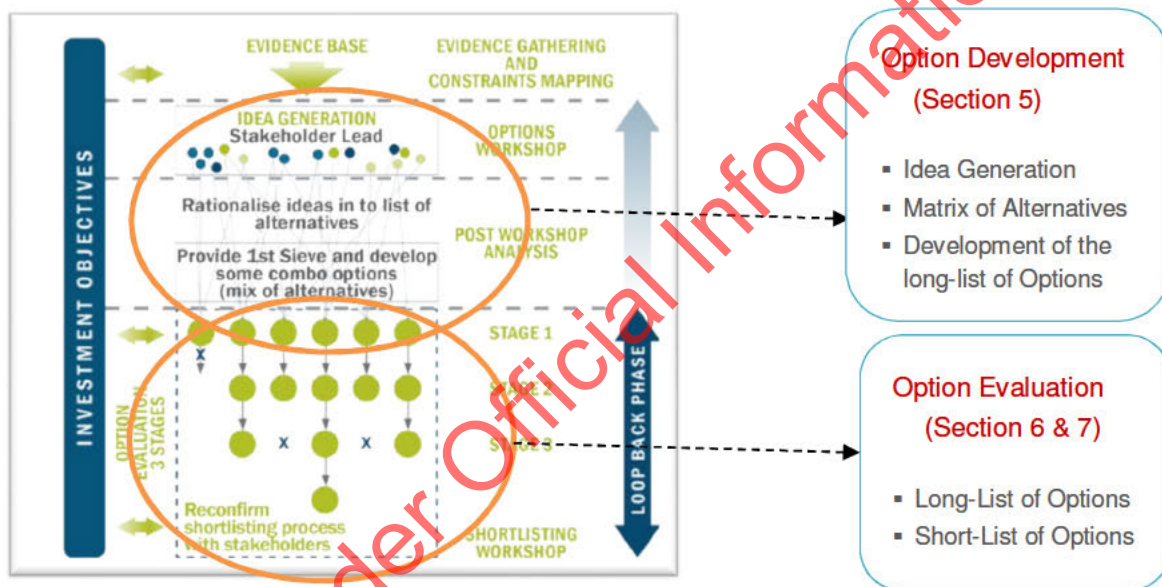 INVESTMENT OBJECTIVES
EVIDENCE BASE
EVIDENCE GATHERING
AND
CONSTRAINTS MAPPING
IDEA GENERATION
Stakeholder Lead
OPTIONS
WORKSHOP
Rationalise ideas in to list of
alternatives
POST WORKSHOP
ANALYSIS
Provide 1st Sieve and develop
some combo options
(mix of alternatives)
OPTION
EVALUATION
3 STAGES
STAGE 1
X
STAGE 2
X
X
STAGE 3
Reconfirm
shortlisting process
with stakeholders
SHORTLISTING
WORKSHOP
LOOP BACK PHASE
Option Development
(Section 5)
▪ Idea Generation
▪ Matrix of Alternatives
▪ Development of the
long-list of Options
Option Evaluation
(Section 6 & 7)
▪ Long-List of Options
▪ Short-List of Options
der Official Informatio